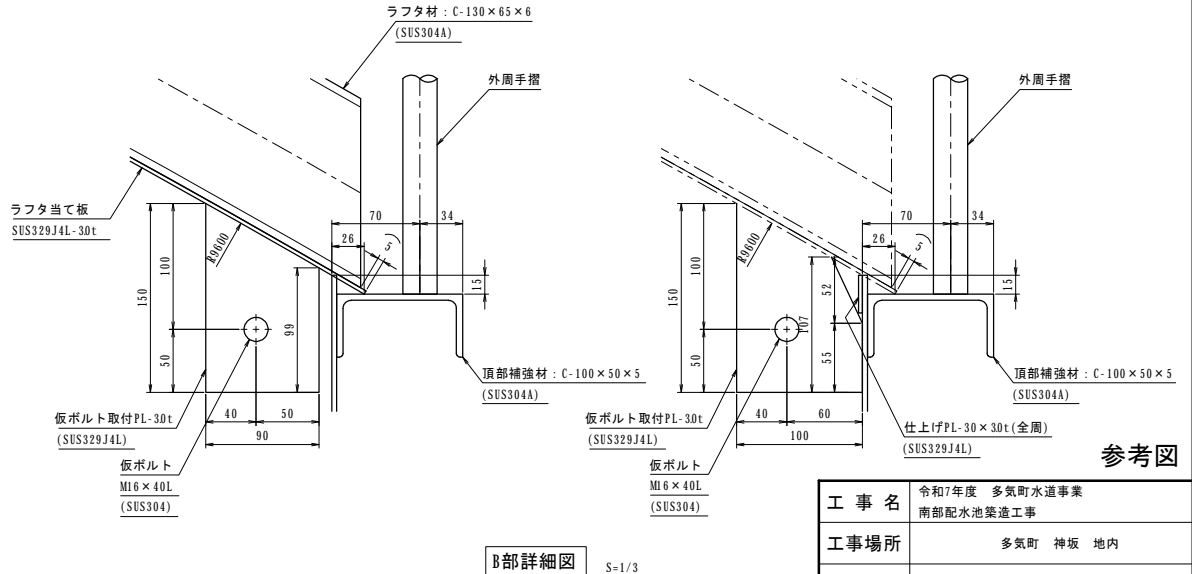 ラフタ材：C-130×65×6
(SUS304A)
外周手摺
ラフタ当て板
SUS329J4L-3.0t
70
34
26
5
15
R9600
100
150
50
99
40
50
90
頂部補強材：C-100×50×5
(SUS304A)
仮ボルト取付PL-3.0t
(SUS329J4L)
仮ボルト
M16×40L
(SUS304)
外周手摺
70
34
26
5
15
R9600
100
150
50
52
107
55
40
60
100
頂部補強材：C-100×50×5
(SUS304A)
仮ボルト取付PL-3.0t
(SUS329J4L)
仕上げPL-30×3.0t(全周)
(SUS329J4L)
仮ボルト
M16×40L
(SUS304)
B部詳細図 S=1/3
参考図
工事名 令和7年度 多気町水道事業
南部配水池築造工事
工事場所 多気町 神坂 地内